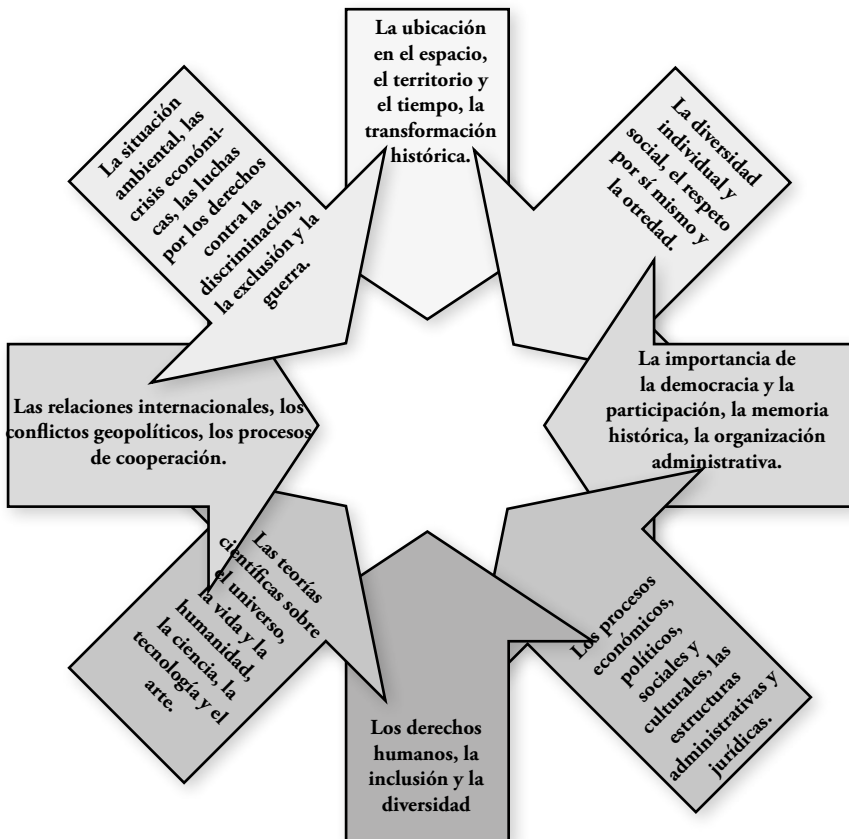 La ubicación
en el espacio,
el territorio y
el tiempo, la
transformación
histórica.
La diversidad
individual y
social, el respeto
por sí mismo y
la otredad.
La importancia de
la democracia y la
participación, la memoria
histórica, la organización
administrativa.
Los procesos
económicos,
políticos,
sociales y
culturales, las
estructuras
administrativas y
jurídicas.
Los derechos
humanos, la
inclusión y la
diversidad
Las teorías
científicas sobre
el universo,
la vida y la
humanidad,
la ciencia, la
tecnología y el
arte.
Las relaciones internacionales, los
conflictos geopolíticos, los procesos
de cooperación.
La situación
ambiental, las
crisis económi-
cas, las luchas
por los derechos
contra la
discriminación,
la exclusión y la
guerra.